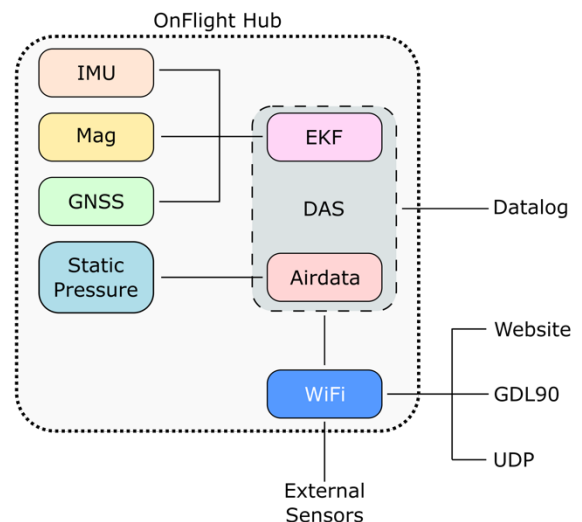 OnFlight Hub
IMU
Mag
EKF
GNSS
DAS
Datalog
Static
Pressure
Airdata
Website
WiFi
GDL90
UDP
External
Sensors